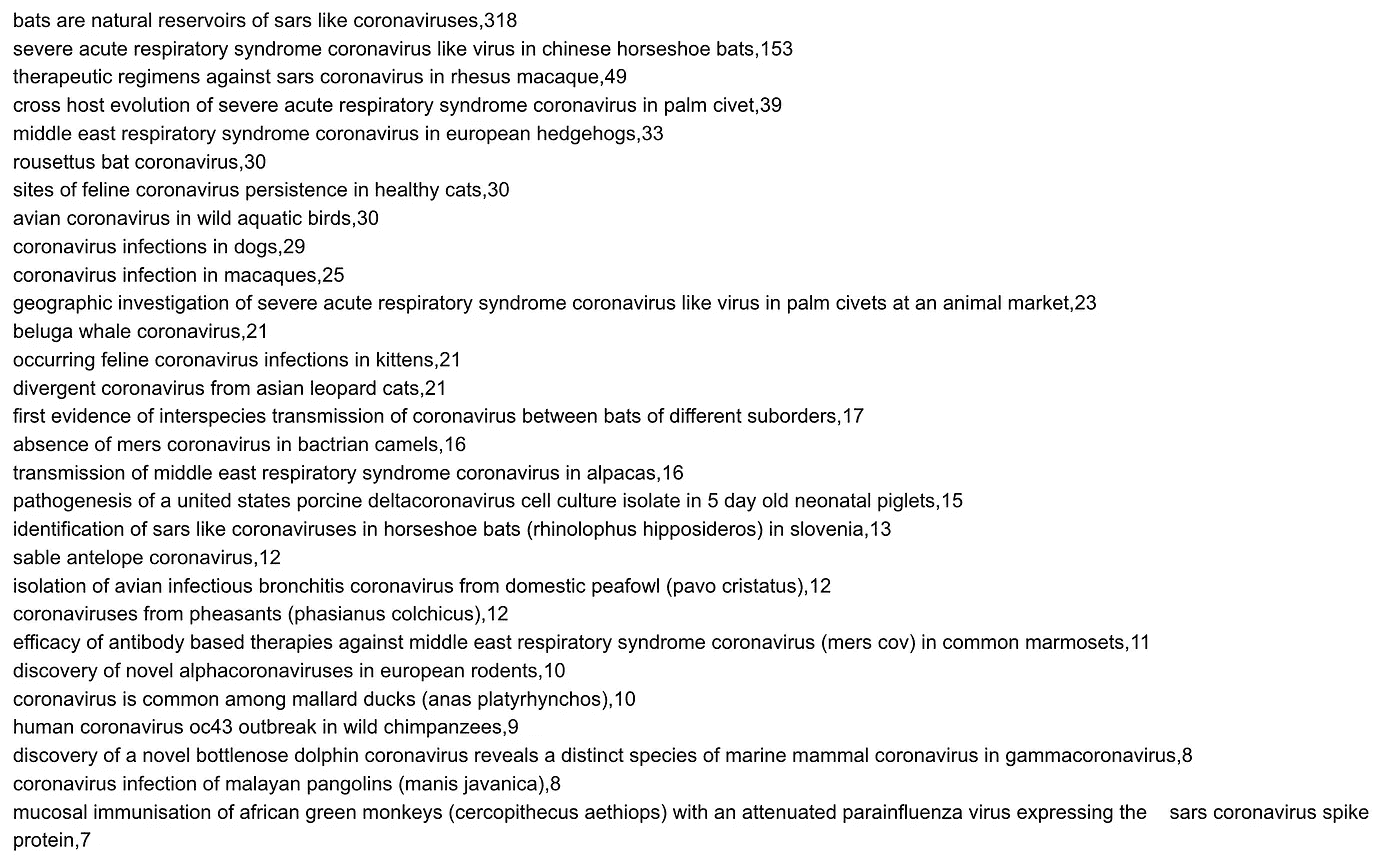 bats are natural reservoirs of sars like coronaviruses,318
severe acute respiratory syndrome coronavirus like virus in chinese horseshoe bats,153
therapeutic regimens against sars coronavirus in rhesus macaque,49
cross host evolution of severe acute respiratory syndrome coronavirus in palm civet,39
middle east respiratory syndrome coronavirus in european hedgehogs,33
rousettus bat coronavirus,30
sites of feline coronavirus persistence in healthy cats,30
avian coronavirus in wild aquatic birds,30
coronavirus infections in dogs,29
coronavirus infection in macaques,25
geographic investigation of severe acute respiratory syndrome coronavirus like virus in palm civets at an animal market,23
beluga whale coronavirus,21
occurring feline coronavirus infections in kittens,21
divergent coronavirus from asian leopard cats,21
first evidence of interspecies transmission of coronavirus between bats of different suborders,17
absence of mers coronavirus in bactrian camels,16
transmission of middle east respiratory syndrome coronavirus in alpacas,16
pathogenesis of a united states porcine deltacoronavirus cell culture isolate in 5 day old neonatal piglets,15
identification of sars like coronaviruses in horseshoe bats (rhinolophus hipposideros) in slovenia,13
sable antelope coronavirus,12
isolation of avian infectious bronchitis coronavirus from domestic peafowl (pavo cristatus),12
coronaviruses from pheasants (phasianus colchicus),12
efficacy of antibody based therapies against middle east respiratory syndrome coronavirus (mers cov) in common marmosets,11
discovery of novel alphacoronaviruses in european rodents,10
coronavirus is common among mallard ducks (anas platyrhynchos),10
human coronavirus oc43 outbreak in wild chimpanzees,9
discovery of a novel bottlenose dolphin coronavirus reveals a distinct species of marine mammal coronavirus in gammacoronavirus,8
coronavirus infection of malayan pangolins (manis javanica),8
mucosal immunisation of african green monkeys (cercopithecus aethiops) with an attenuated parainfluenza virus expressing the sars coronavirus spike
protein,7